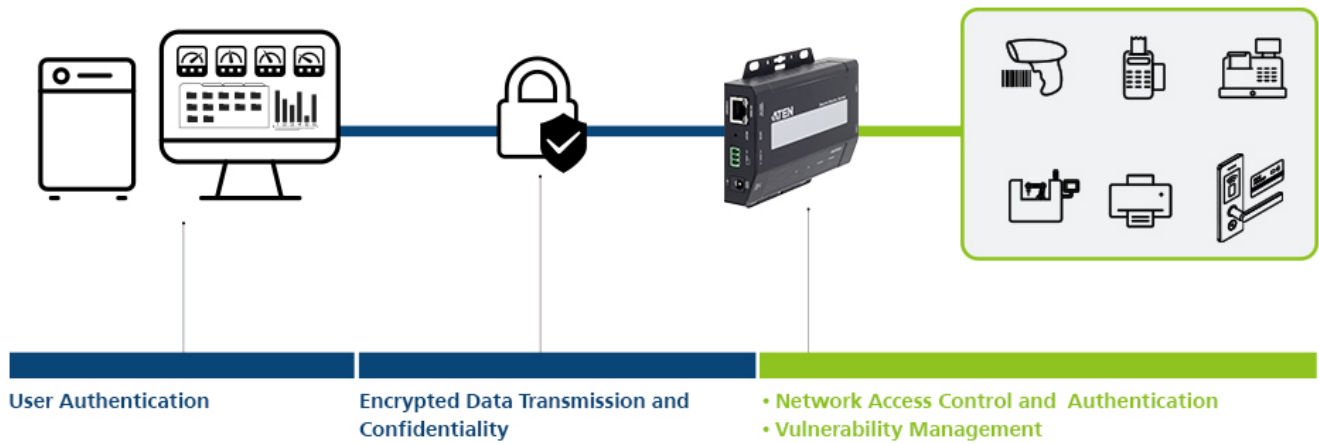 ATEN
User Authentication
Encrypted Data Transmission and
Confidentiality
• Network Access Control and Authentication
• Vulnerability Management